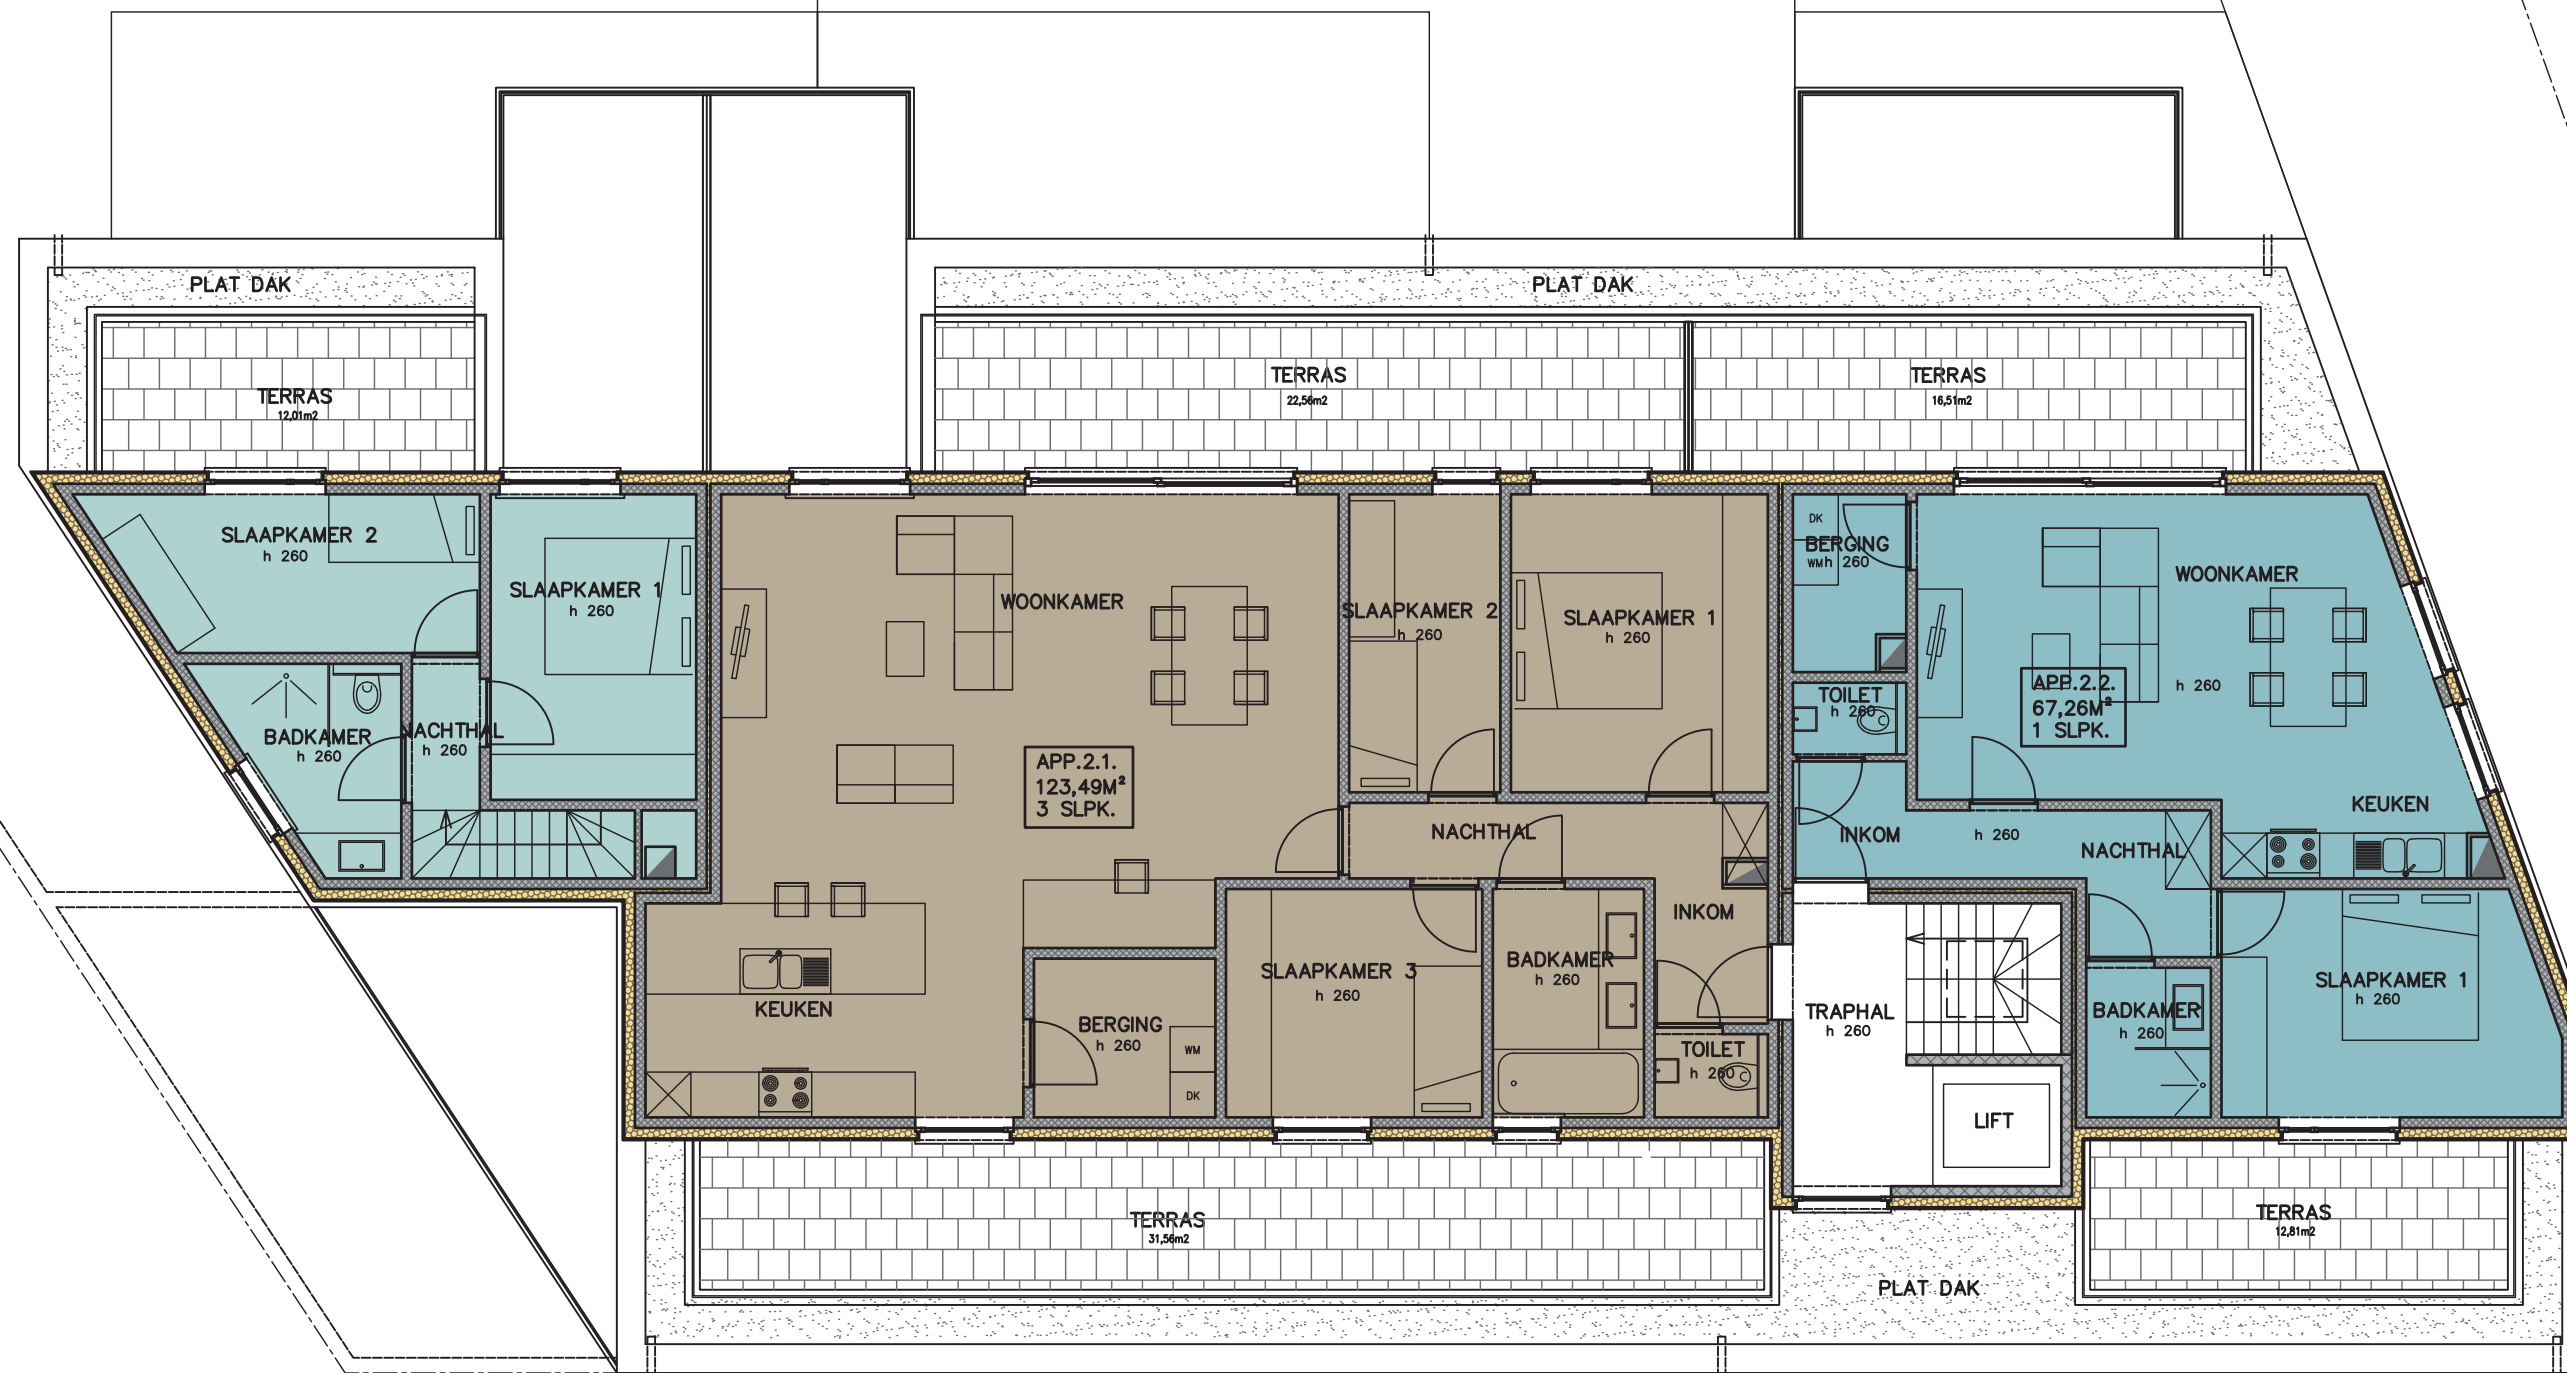 PLAT DAK
PLAT DAK
TERRAS
12,01m2
TERRAS
22,56m2
TERRAS
16,51m2
SLAAPKAMER 2
h 260
SLAAPKAMER 1
h 260
BADKAMER
h 260
NACHTHAL
h 260
WOONKAMER
APP.2.1.
123,49M²
3 SLPK.
SLAAPKAMER 2
h 260
SLAAPKAMER 1
h 260
NACHTHAL
KEUKEN
BERGING
h 260
WM
DK
SLAAPKAMER 3
h 260
BADKAMER
h 260
INKOM
TOILET
h 260
DK
BERGING
WM
h 260
TOILET
h 260
WOONKAMER
h 260
APP.2.2.
67,26M²
1 SLPK.
KEUKEN
INKOM
h 260
NACHTHAL
TRAPHAL
h 260
LIFT
BADKAMER
h 260
SLAAPKAMER 1
h 260
TERRAS
31,56m2
TERRAS
12,81m2
PLAT DAK